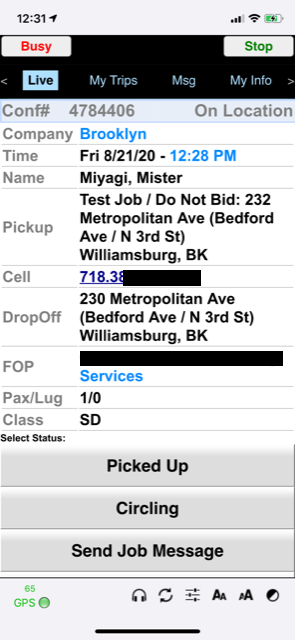 12:31
Busy
Stop
< Live My Trips Msg My Info >
Conf# 4784406 On Location
Company Brooklyn
Time Fri 8/21/20 - 12:28 PM
Name Miyagi, Mister
Pickup Test Job / Do Not Bid: 232
Metropolitan Ave (Bedford
Ave / N 3rd St)
Williamsburg, BK
Cell 718.38
DropOff 230 Metropolitan Ave
(Bedford Ave / N 3rd St)
Williamsburg, BK
FOP
Services
Pax/Lug 1/0
Class SD
Select Status:
Picked Up
Circling
Send Job Message
65
GPS
AA AA